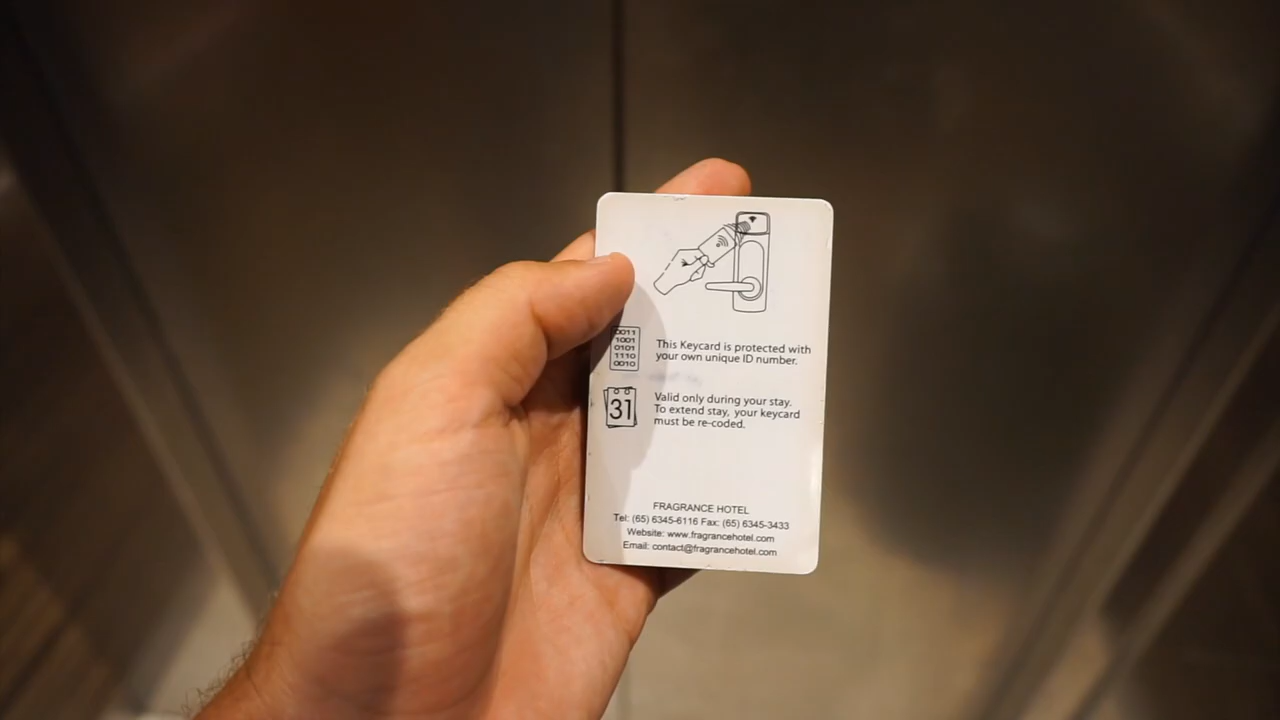 0011
1001
0101
1110
0010
This Keycard is protected with
your own unique ID number.
31
Valid only during your stay.
To extend stay, your keycard
must be re-coded.
FRAGRANCE HOTEL
Tel: (65) 6345-6116 Fax: (65) 6345-3433
Website: www.fragrancehotel.com
Email: contact@fragrancehotel.com